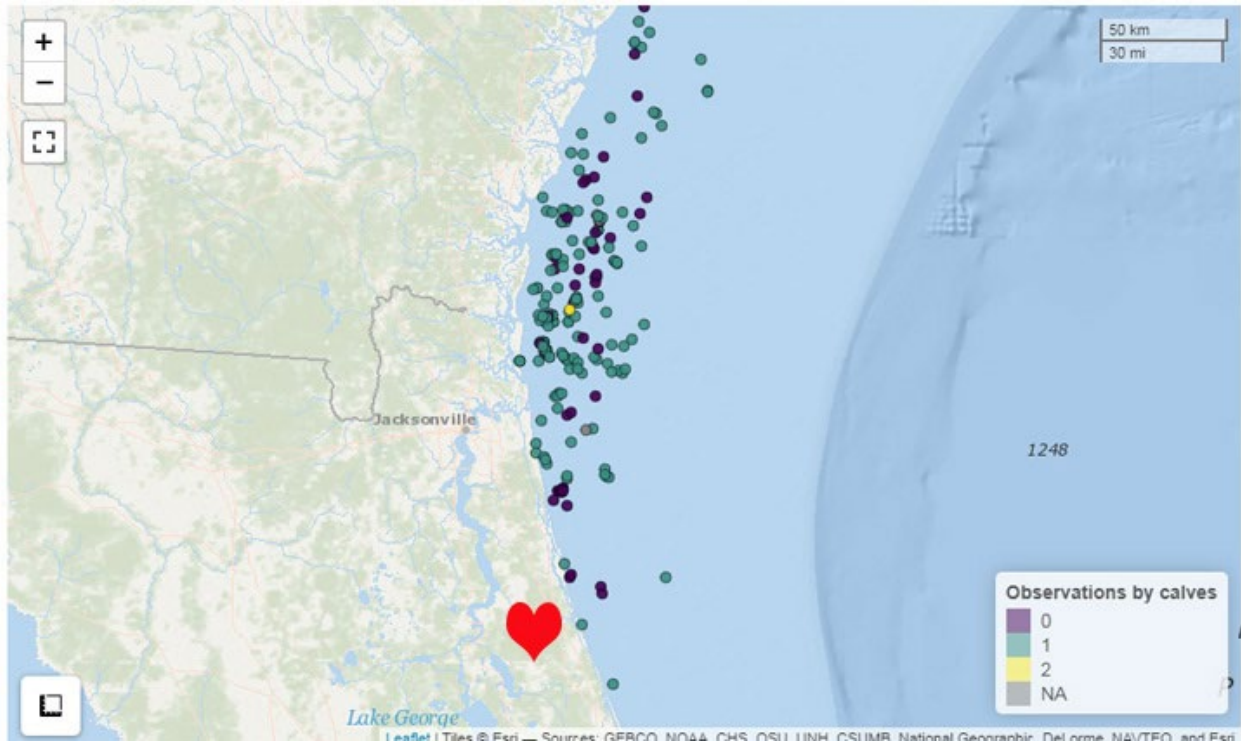 +
50 km
30 mi
−
Jacksonville
1248
Observations by calves
0
1
2
NA
Lake George
Leaflet | Tiles © Esri — Sources: GEBCO, NOAA, CHS, OSU, UNH, CSUMB, National Geographic, DeLorme, NAVTEQ, and Esri